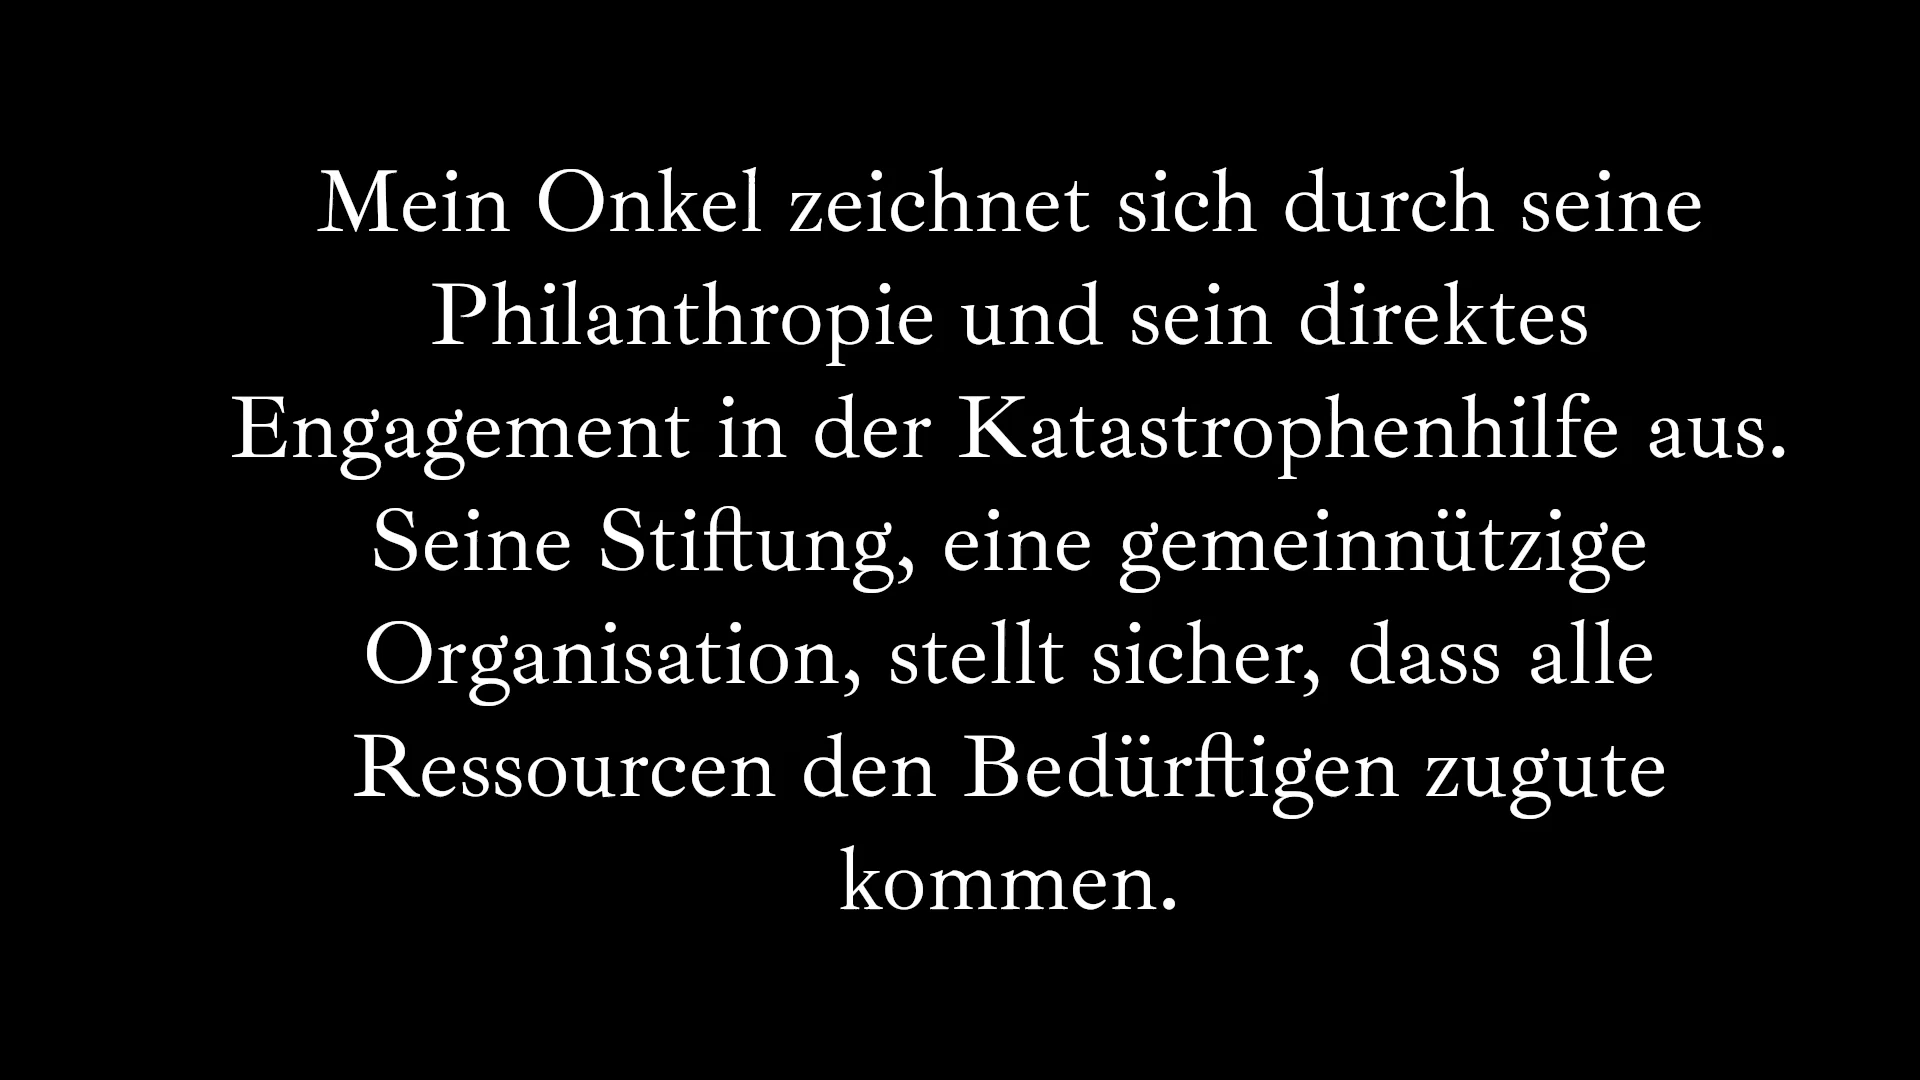 Mein Onkel zeichnet sich durch seine
Philanthropie und sein direktes
Engagement in der Katastrophenhilfe aus.
Seine Stiftung, eine gemeinnützige
Organisation, stellt sicher, dass alle
Ressourcen den Bedürftigen zugute
kommen.